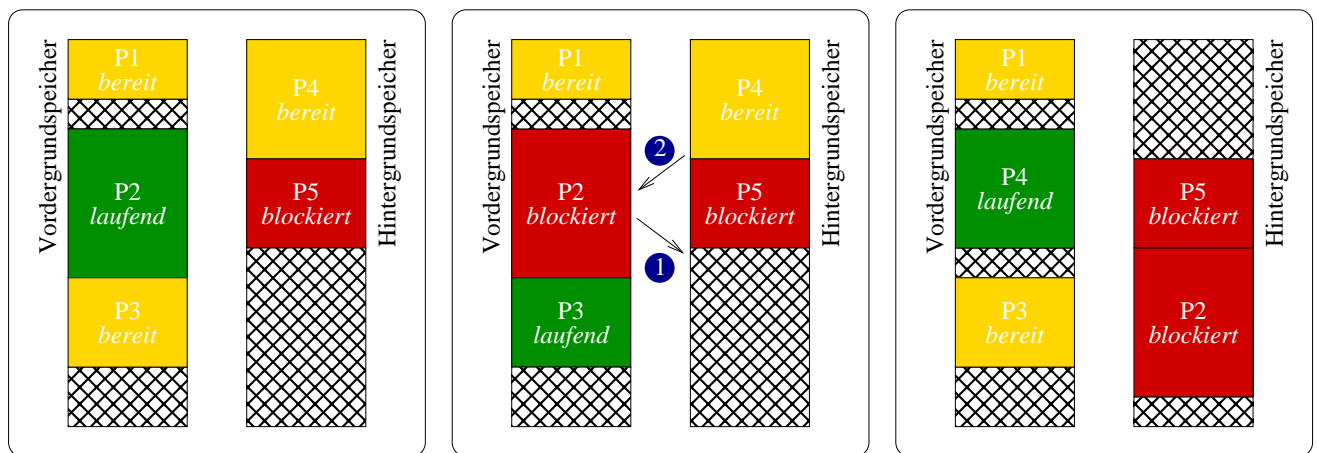 Vordergrundspeicher
P1
bereit
P2
laufend
P3
bereit
P4
bereit
P5
blockiert
Hintergrundspeicher
Vordergrundspeicher
P1
bereit
P2
blockiert
P3
laufend
2
1
P4
bereit
P5
blockiert
Hintergrundspeicher
Vordergrundspeicher
P1
bereit
P4
laufend
P3
bereit
P5
blockiert
P2
blockiert
Hintergrundspeicher